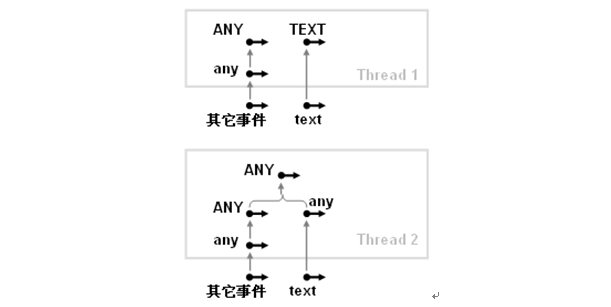 ANY TEXT
any
Thread 1
其它事件 text
ANY
ANY any
any
Thread 2
其它事件 text